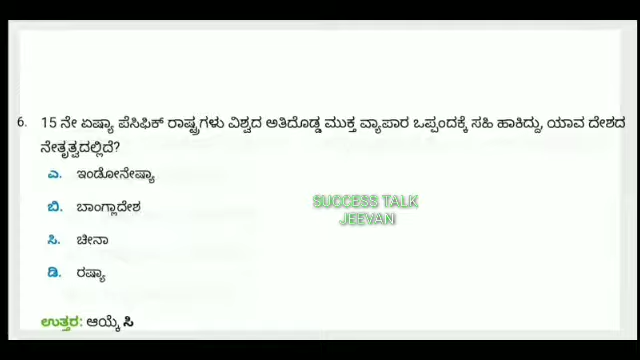 6. 15 ನೇ ಏಷ್ಯಾ ಪೆಸಿಫಿಕ್ ರಾಷ್ಟ್ರಗಳು ವಿಶ್ವದ ಅತಿದೊಡ್ಡ ಮುಕ್ತ ವ್ಯಾಪಾರ ಒಪ್ಪಂದಕ್ಕೆ ಸಹಿ ಹಾಕಿದ್ದು, ಯಾವ ದೇಶದ
ನೇತೃತ್ವದಲ್ಲಿದೆ?
ಎ. ಇಂಡೋನೇಷ್ಯಾ
ಬಿ. ಬಾಂಗ್ಲಾದೇಶ
SUCCESS TALK
JEEVAN
ಸಿ. ಚೀನಾ
ಡಿ. ರಷ್ಯಾ
ಉತ್ತರ: ಆಯ್ಕೆ ಸಿ